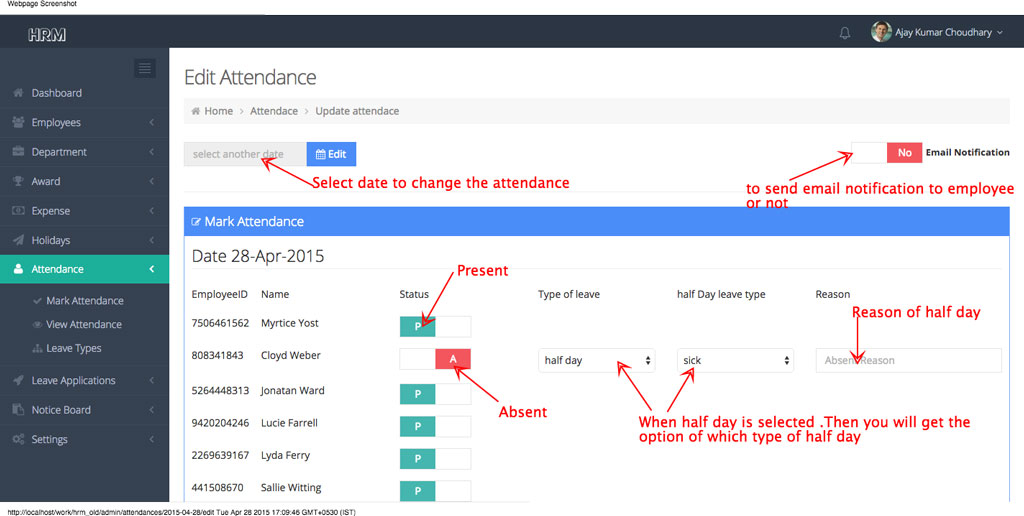 Webpage Screenshot
HRM
Ajay Kumar Choudhary
Edit Attendance
Home > Attendace > Update attendace
select another date
Edit
No
Email Notification
Select date to change the attendance
to send email notification to employee
or not
Dashboard
Employees
Department
Award
Expense
Holidays
Attendance
Mark Attendance
View Attendance
Leave Types
Leave Applications
Notice Board
Settings
Mark Attendance
Date 28-Apr-2015
Present
EmployeeID Name Status Type of leave half Day leave type Reason
Reason of half day
7506461562 Myrtice Yost P
808341843 Cloyd Weber A half day sick Absent Reason
5264448313 Jonatan Ward P
Absent
When half day is selected .Then you will get the
option of which type of half day
9420204246 Lucie Farrell P
2269639167 Lyda Ferry P
441508670 Sallie Witting P
http://localhost/work/hrm_old/admin/attendances/2015-04-28/edit Tue Apr 28 2015 17:09:46 GMT+0530 (IST)